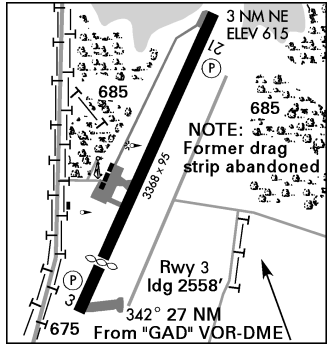 3 NM NE
ELEV 615
21
P
685
685
NOTE:
Former drag
strip abandoned
3368 x 95
Rwy 3
ldg 2558'
P
3
342° 27 NM
675
From "GAD" VOR-DME